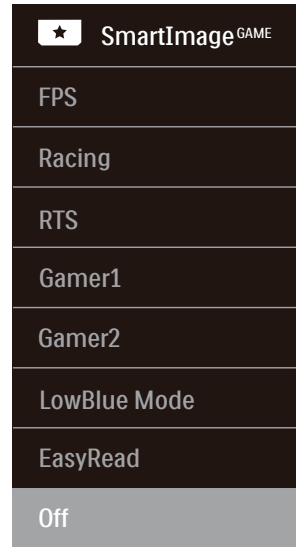 SmartImage GAME
FPS
Racing
RTS
Gamer1
Gamer2
LowBlue Mode
EasyRead
Off